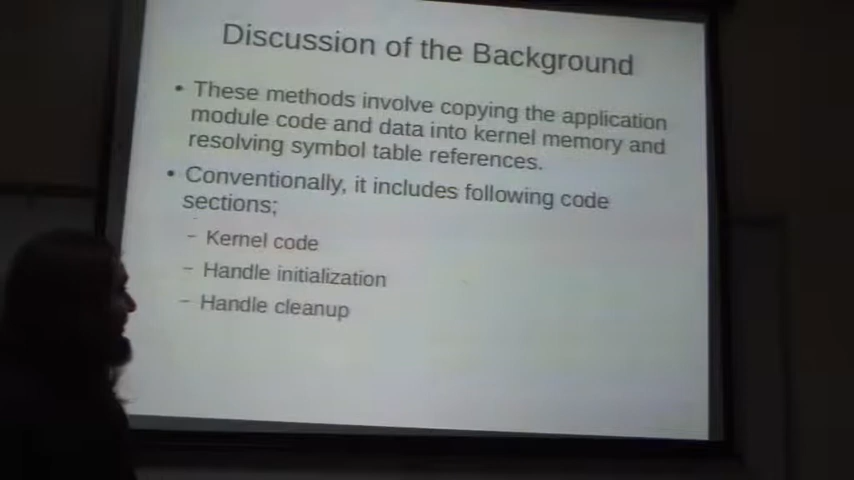 Discussion of the Background
• These methods involve copying the application
module code and data into kernel memory and
resolving symbol table references.
• Conventionally, it includes following code
sections;
– Kernel code
– Handle initialization
– Handle cleanup